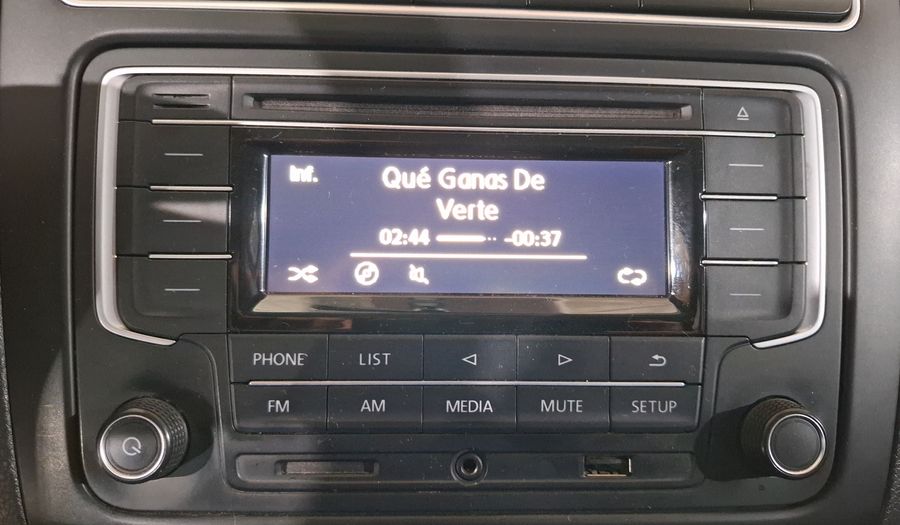 Inf.
Qué Ganas De
Verte
02:44 -00:37
PHONE LIST
FM AM MEDIA MUTE SETUP